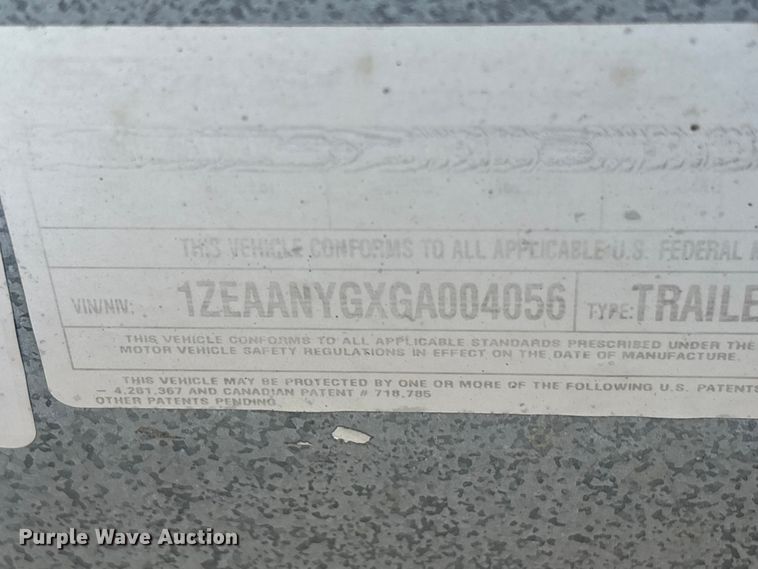 THIS VEHICLE CONFORMS TO ALL APPLICABLE U.S. FEDERAL
VIN/NIV: 1ZEAANYGXGA004056 TYPE: TRAILE
THIS VEHICLE CONFORMS TO ALL APPLICABLE STANDARDS PRESCRIBED UNDER THE
MOTOR VEHICLE SAFETY REGULATIONS IN EFFECT ON THE DATE OF MANUFACTURE.
THIS VEHICLE MAY BE PROTECTED BY ONE OR MORE OF THE FOLLOWING U.S. PATENTS
– 4,261,367 AND CANADIAN PATENT # 718,785
OTHER PATENTS PENDING.
Purple Wave Auction®